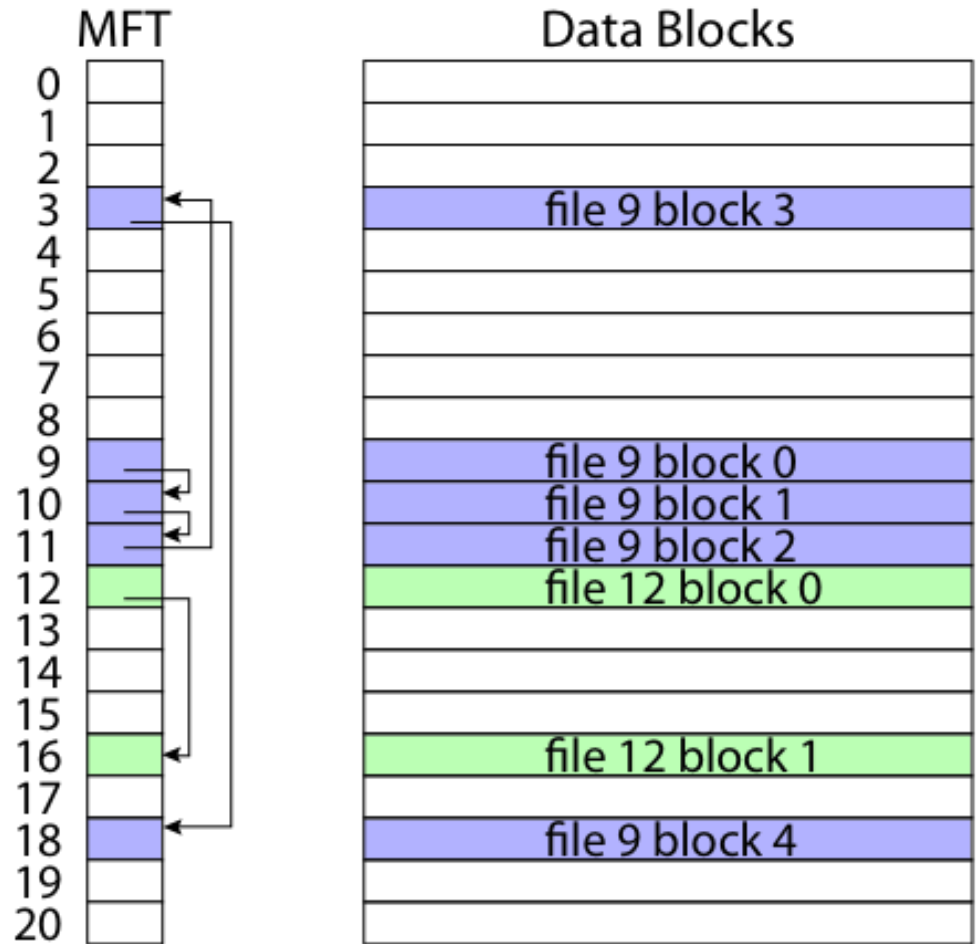 MFT Data Blocks
0
1
2
3 file 9 block 3
4
5
6
7
8
9 file 9 block 0
10 file 9 block 1
11 file 9 block 2
12 file 12 block 0
13
14
15
16 file 12 block 1
17
18 file 9 block 4
19
20